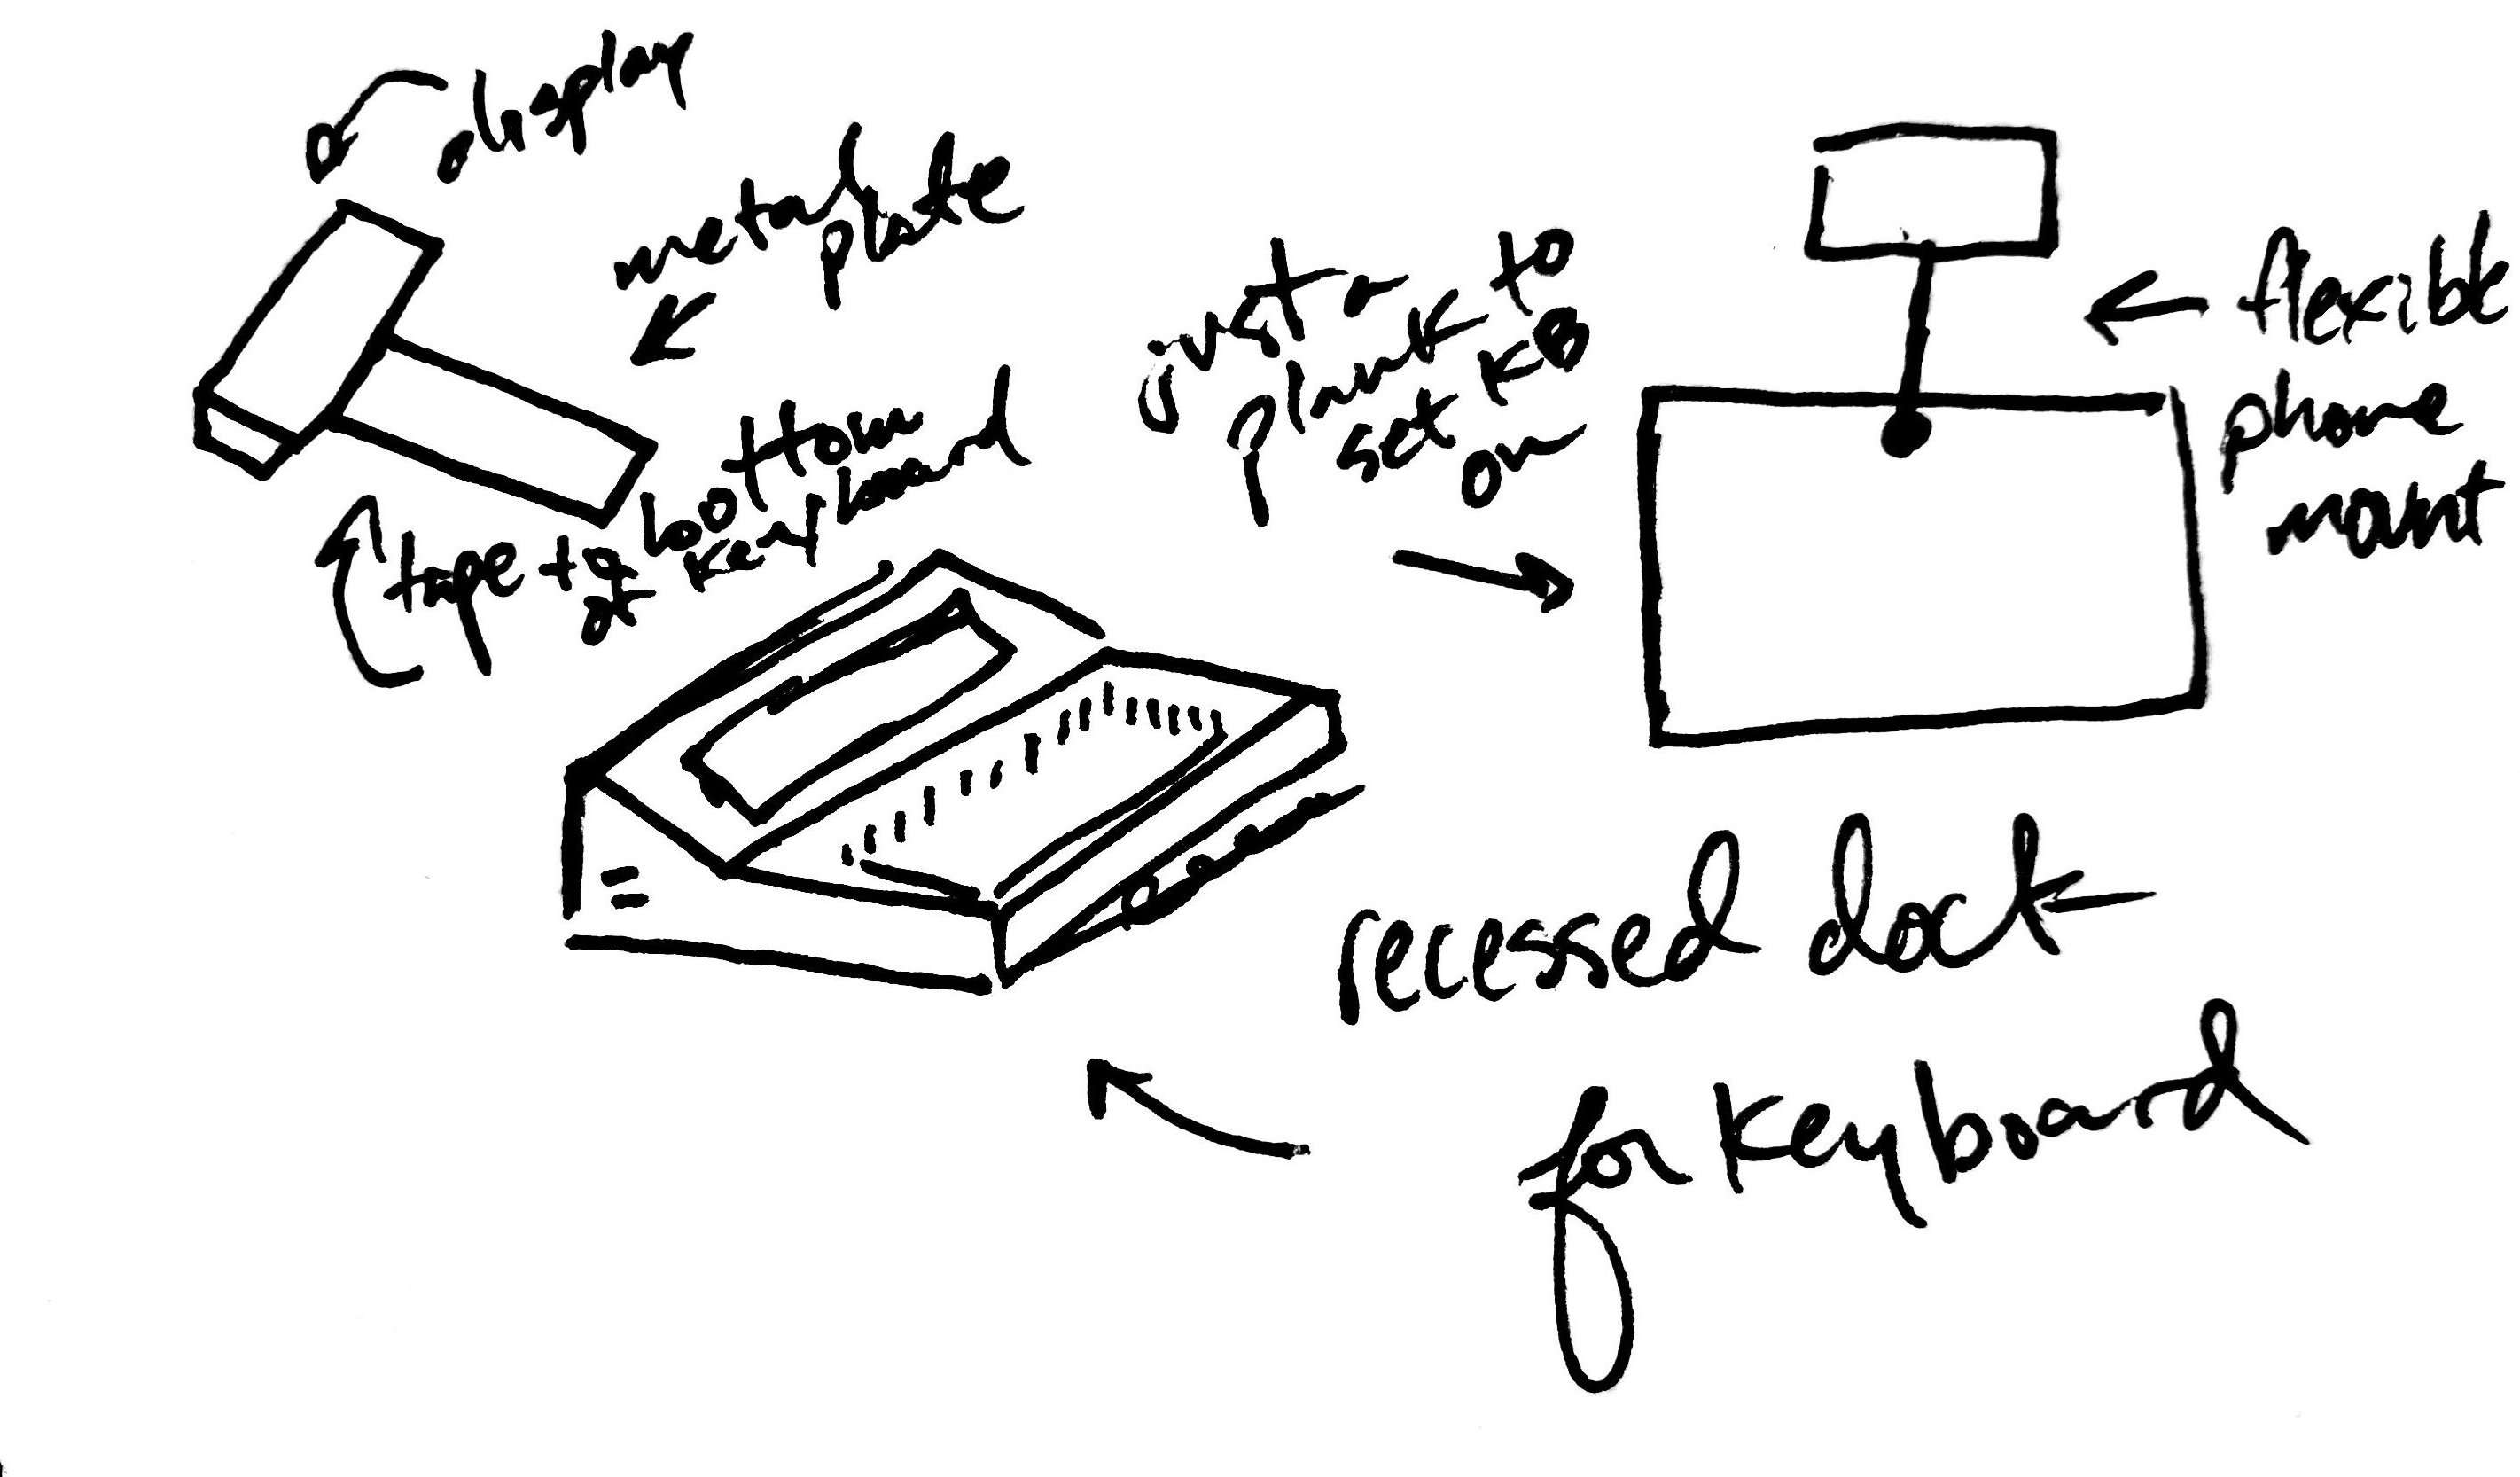 display
metal
plate
tape to bottom
of keyboard
just a
plank to
set KB
on
flexible
phone
mount
recessed dock
for keyboard